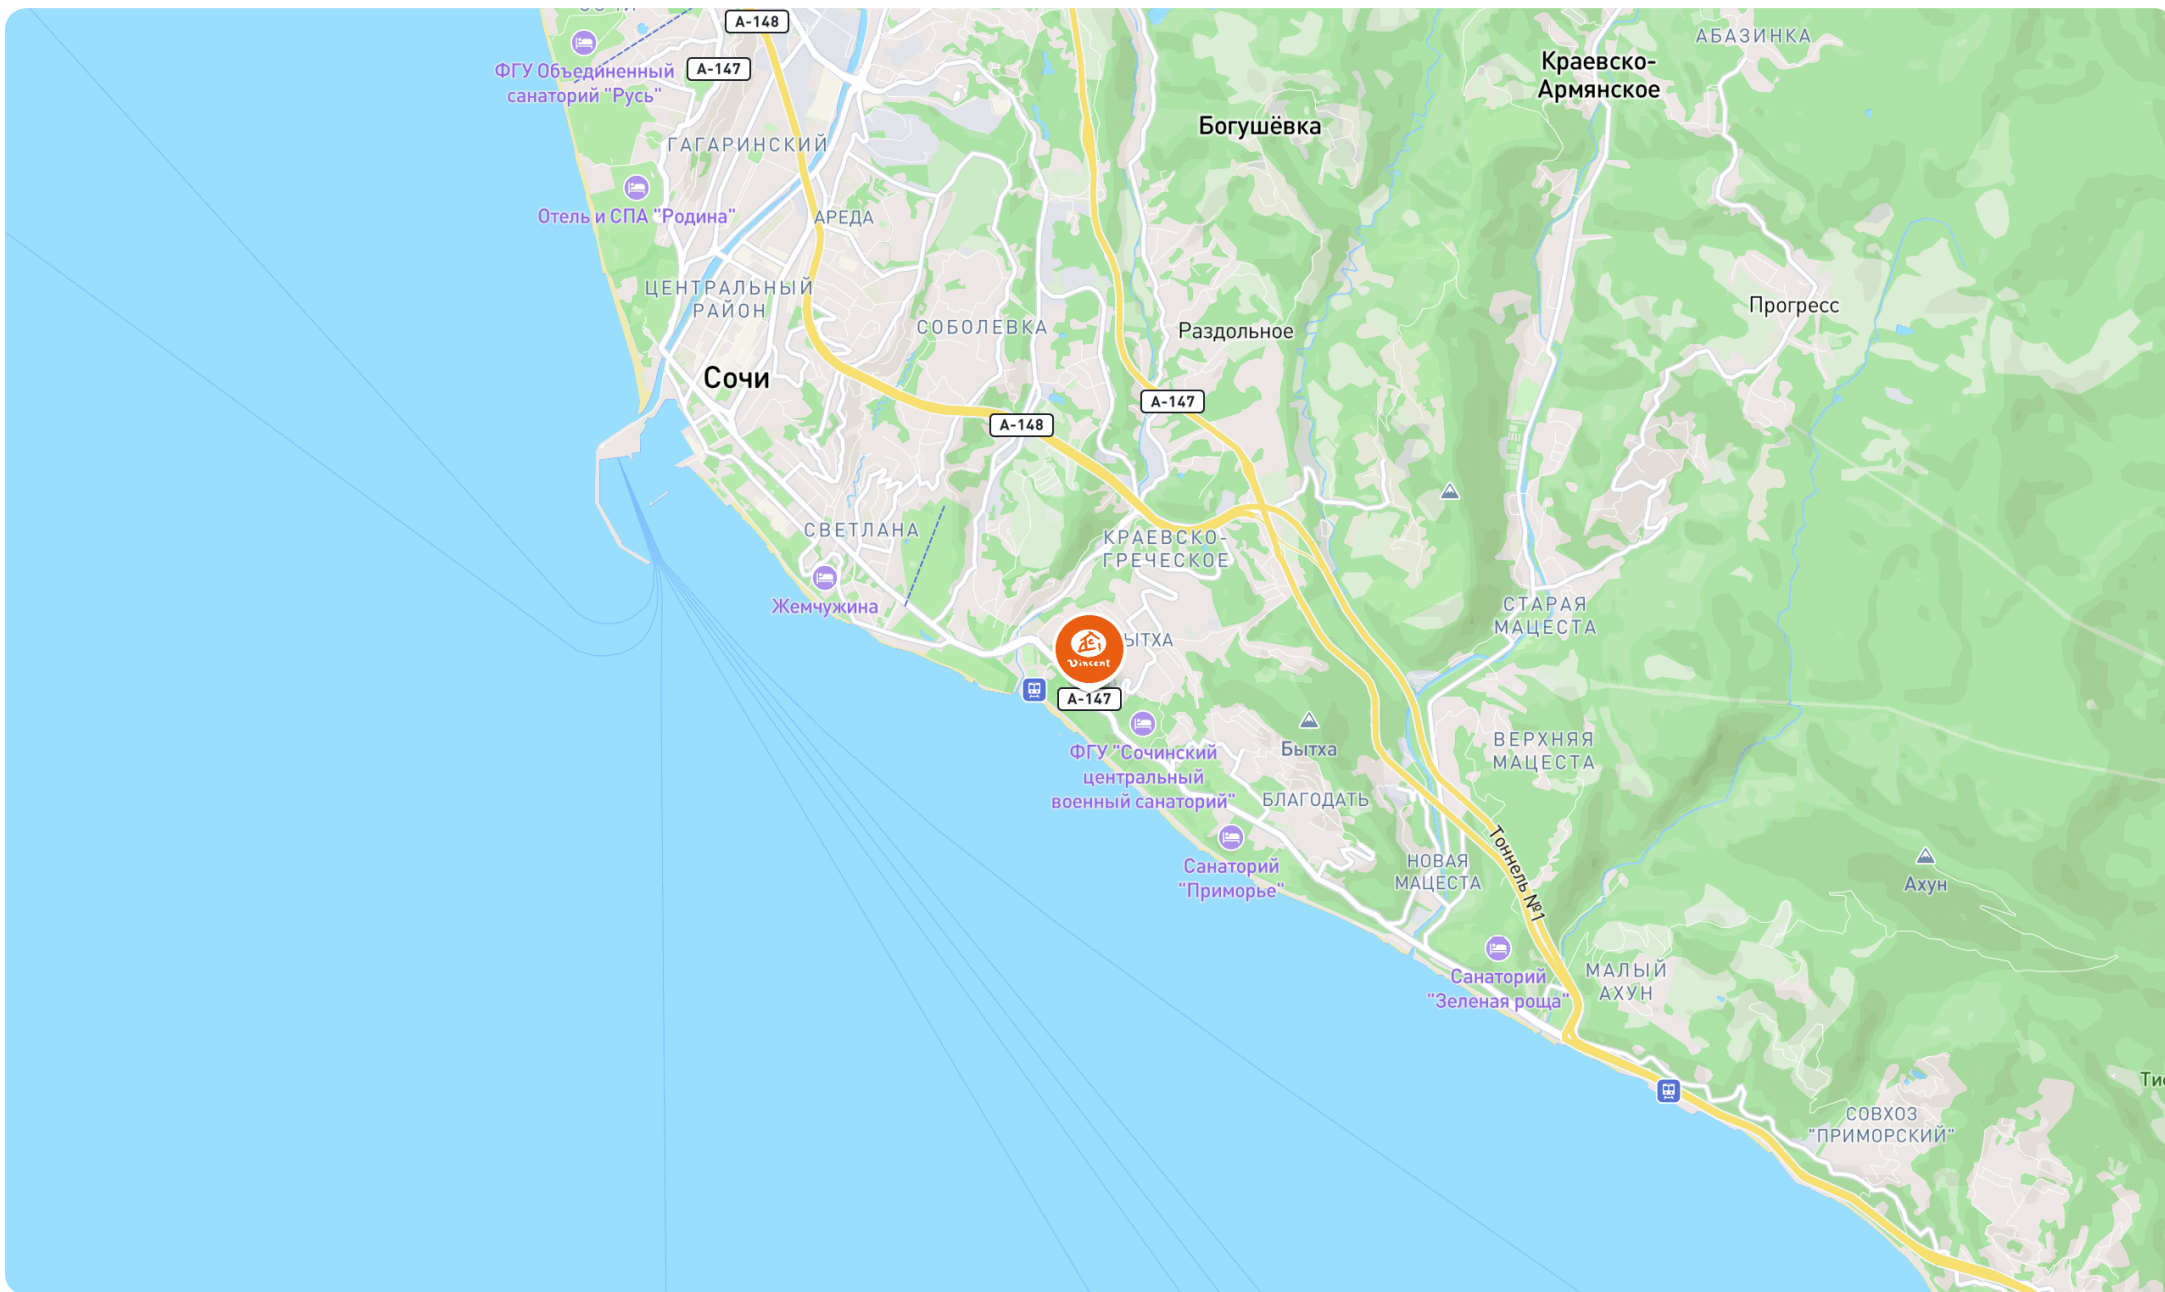 А-148
ФГУ Объединенный
санаторий "Русь"
А-147
Краевско-
Армянское
АБАЗИНКА
Богушёвка
ГАГАРИНСКИЙ
Отель и СПА "Родина"
АРЕДА
ЦЕНТРАЛЬНЫЙ
РАЙОН
СОБОЛЕВКА
Раздольное
Прогресс
Сочи
А-147
А-148
СВЕТЛАНА
КРАЕВСКО-
ГРЕЧЕСКОЕ
Жемчужина
СТАРАЯ
МАЦЕСТА
Vincent
ЫТХА
А-147
ФГУ "Сочинский
центральный
военный санаторий"
Бытха
ВЕРХНЯЯ
МАЦЕСТА
БЛАГОДАТЬ
Тоннель №1
Санаторий
"Приморье"
НОВАЯ
МАЦЕСТА
Ахун
Санаторий
"Зеленая роща"
МАЛЫЙ
АХУН
Тис
СОВХОЗ
"ПРИМОРСКИЙ"